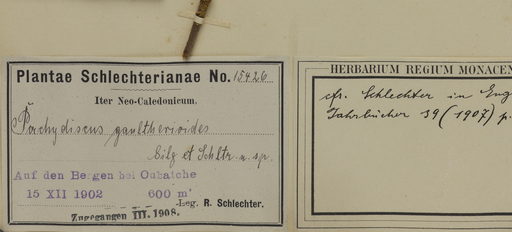 Plantae Schlechterianae No. 15426
Iter Neo-Caledonicum.
Pachydiscus gaultherioides
Gilg et Schltr. n. sp.
Auf den Bergen bei Oubatche
15 XII 1902 600 m
Leg. R. Schlechter.
Zugegangen III. 1908.
HERBARIUM REGIUM MONACEN
cfr. Schlechter in Eng
Jahrbücher 39 (1907) p.